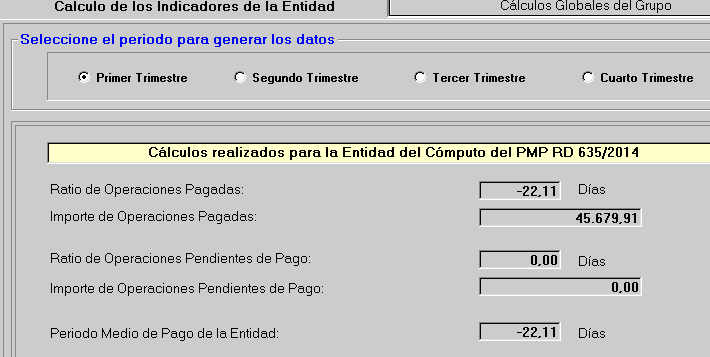 Calculo de los Indicadores de la Entidad
Cálculos Globales del Grupo
Seleccione el periodo para generar los datos
Primer Trimestre Segundo Trimestre Tercer Trimestre Cuarto Trimestre
Cálculos realizados para la Entidad del Cómputo del PMP RD 635/2014
Ratio de Operaciones Pagadas: -22,11 Días
Importe de Operaciones Pagadas: 45.679,91
Ratio de Operaciones Pendientes de Pago: 0,00 Días
Importe de Operaciones Pendientes de Pago: 0,00
Periodo Medio de Pago de la Entidad: -22,11 Días